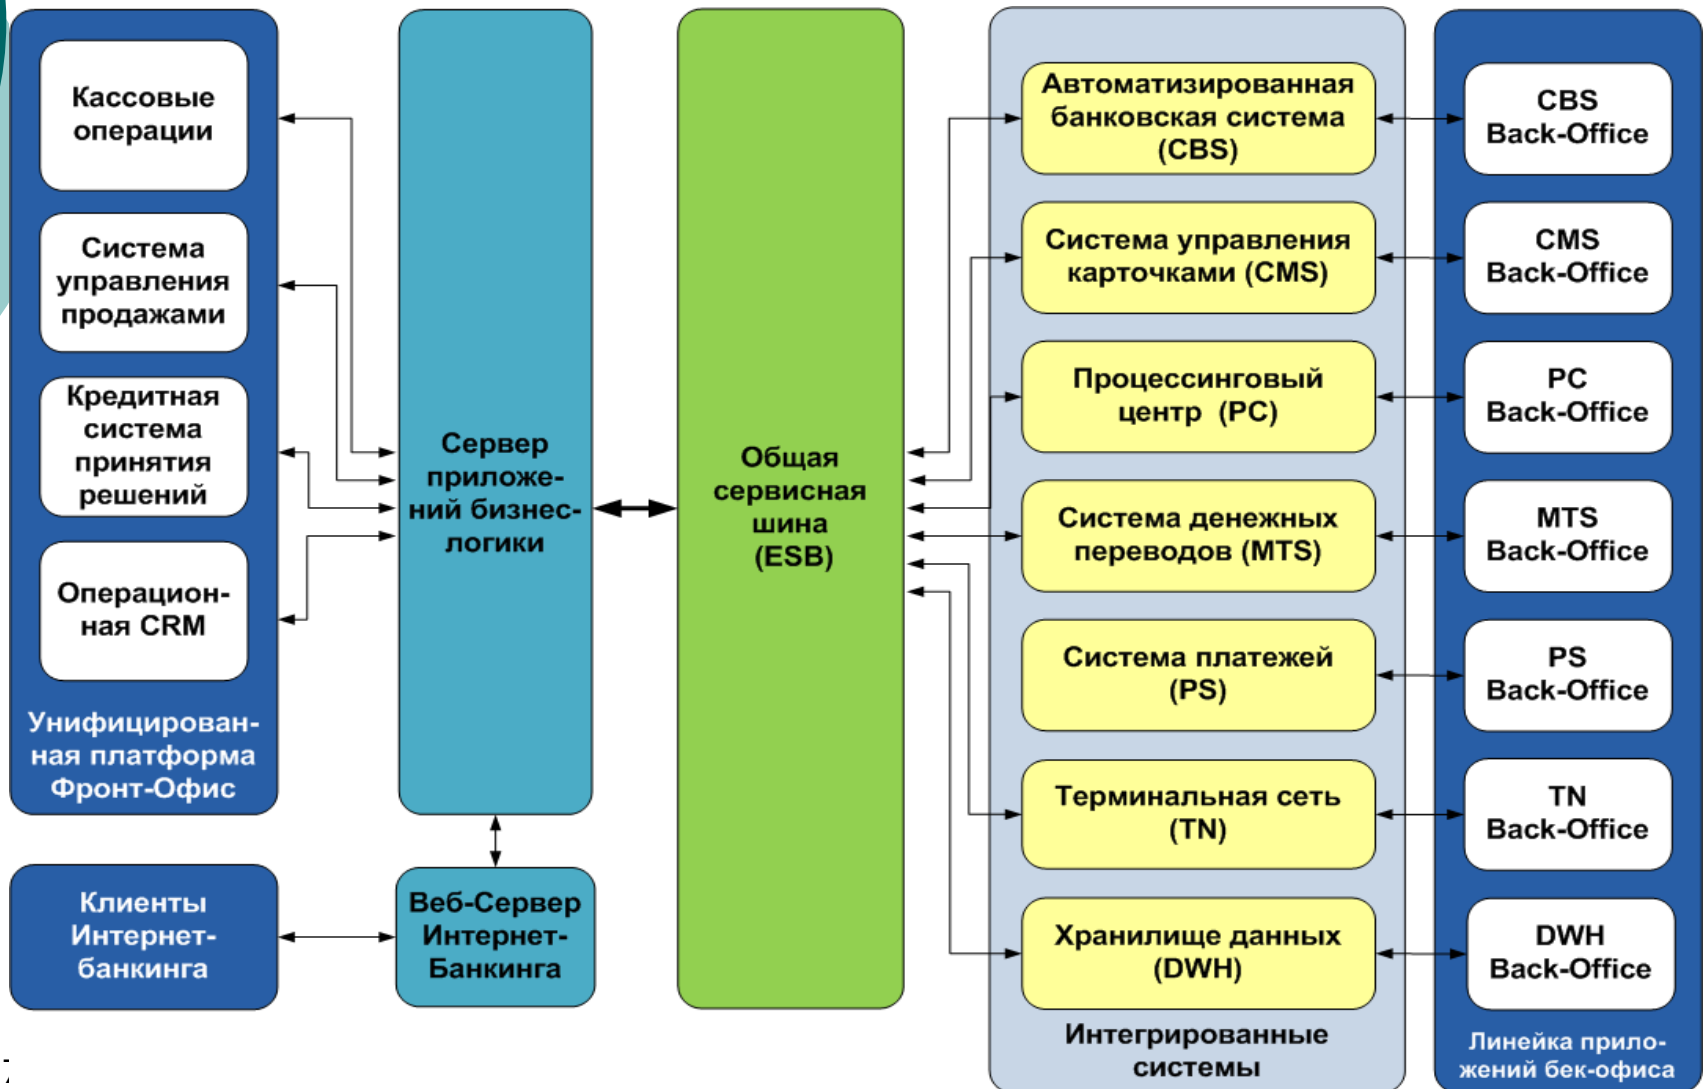 Кассовые
операции
Система
управления
продажами
Кредитная
система
принятия
решений
Операцион-
ная CRM
Унифицирован-
ная платформа
Фронт-Офис
Клиенты
Интернет-
банкинга
Сервер
приложе-
ний бизнес-
логики
Веб-Сервер
Интернет-
Банкинга
Общая
сервисная
шина
(ESB)
Автоматизированная
банковская система
(CBS)
Система управления
карточками (CMS)
Процессинговый
центр (PC)
Система денежных
переводов (MTS)
Система платежей
(PS)
Терминальная сеть
(TN)
Хранилище данных
(DWH)
Интегрированные
системы
CBS
Back-Office
CMS
Back-Office
PC
Back-Office
MTS
Back-Office
PS
Back-Office
TN
Back-Office
DWH
Back-Office
Линейка прило-
жений бек-офиса